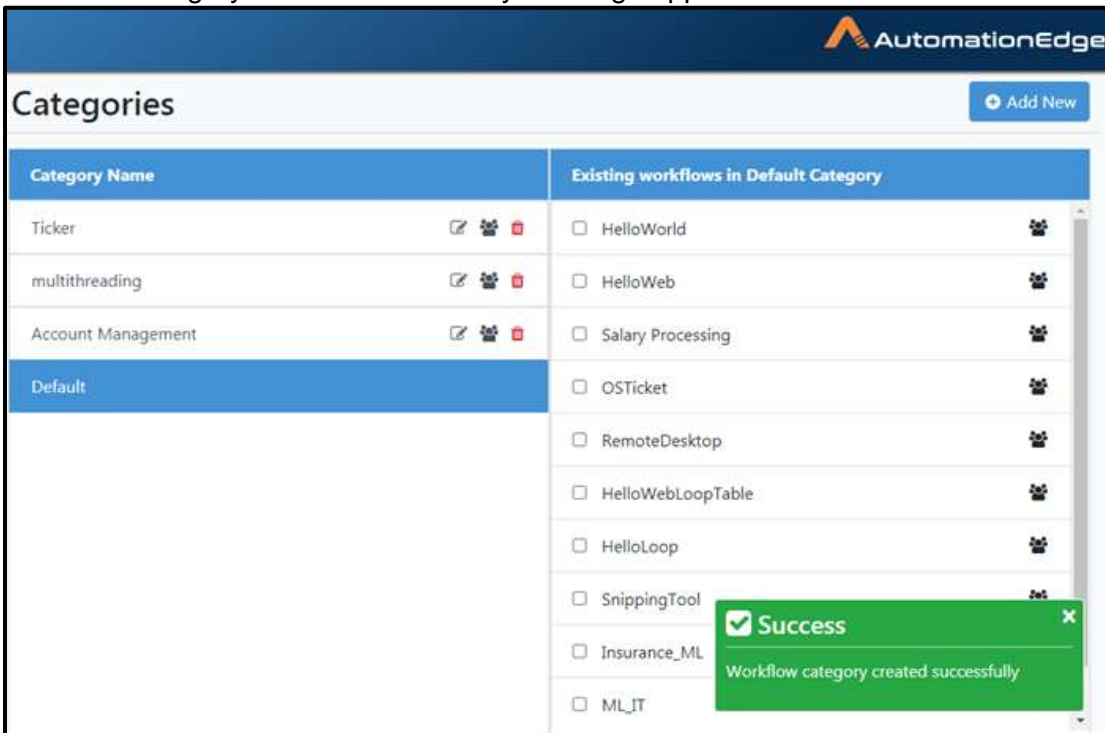 AutomationEdge
Categories
Add New
Category Name
Existing workflows in Default Category
Ticker
HelloWorld
multithreading
HelloWeb
Account Management
Salary Processing
Default
OSTicket
RemoteDesktop
HelloWebLoopTable
HelloLoop
SnippingTool
Success
Insurance_ML
Workflow category created successfully
ML_IT